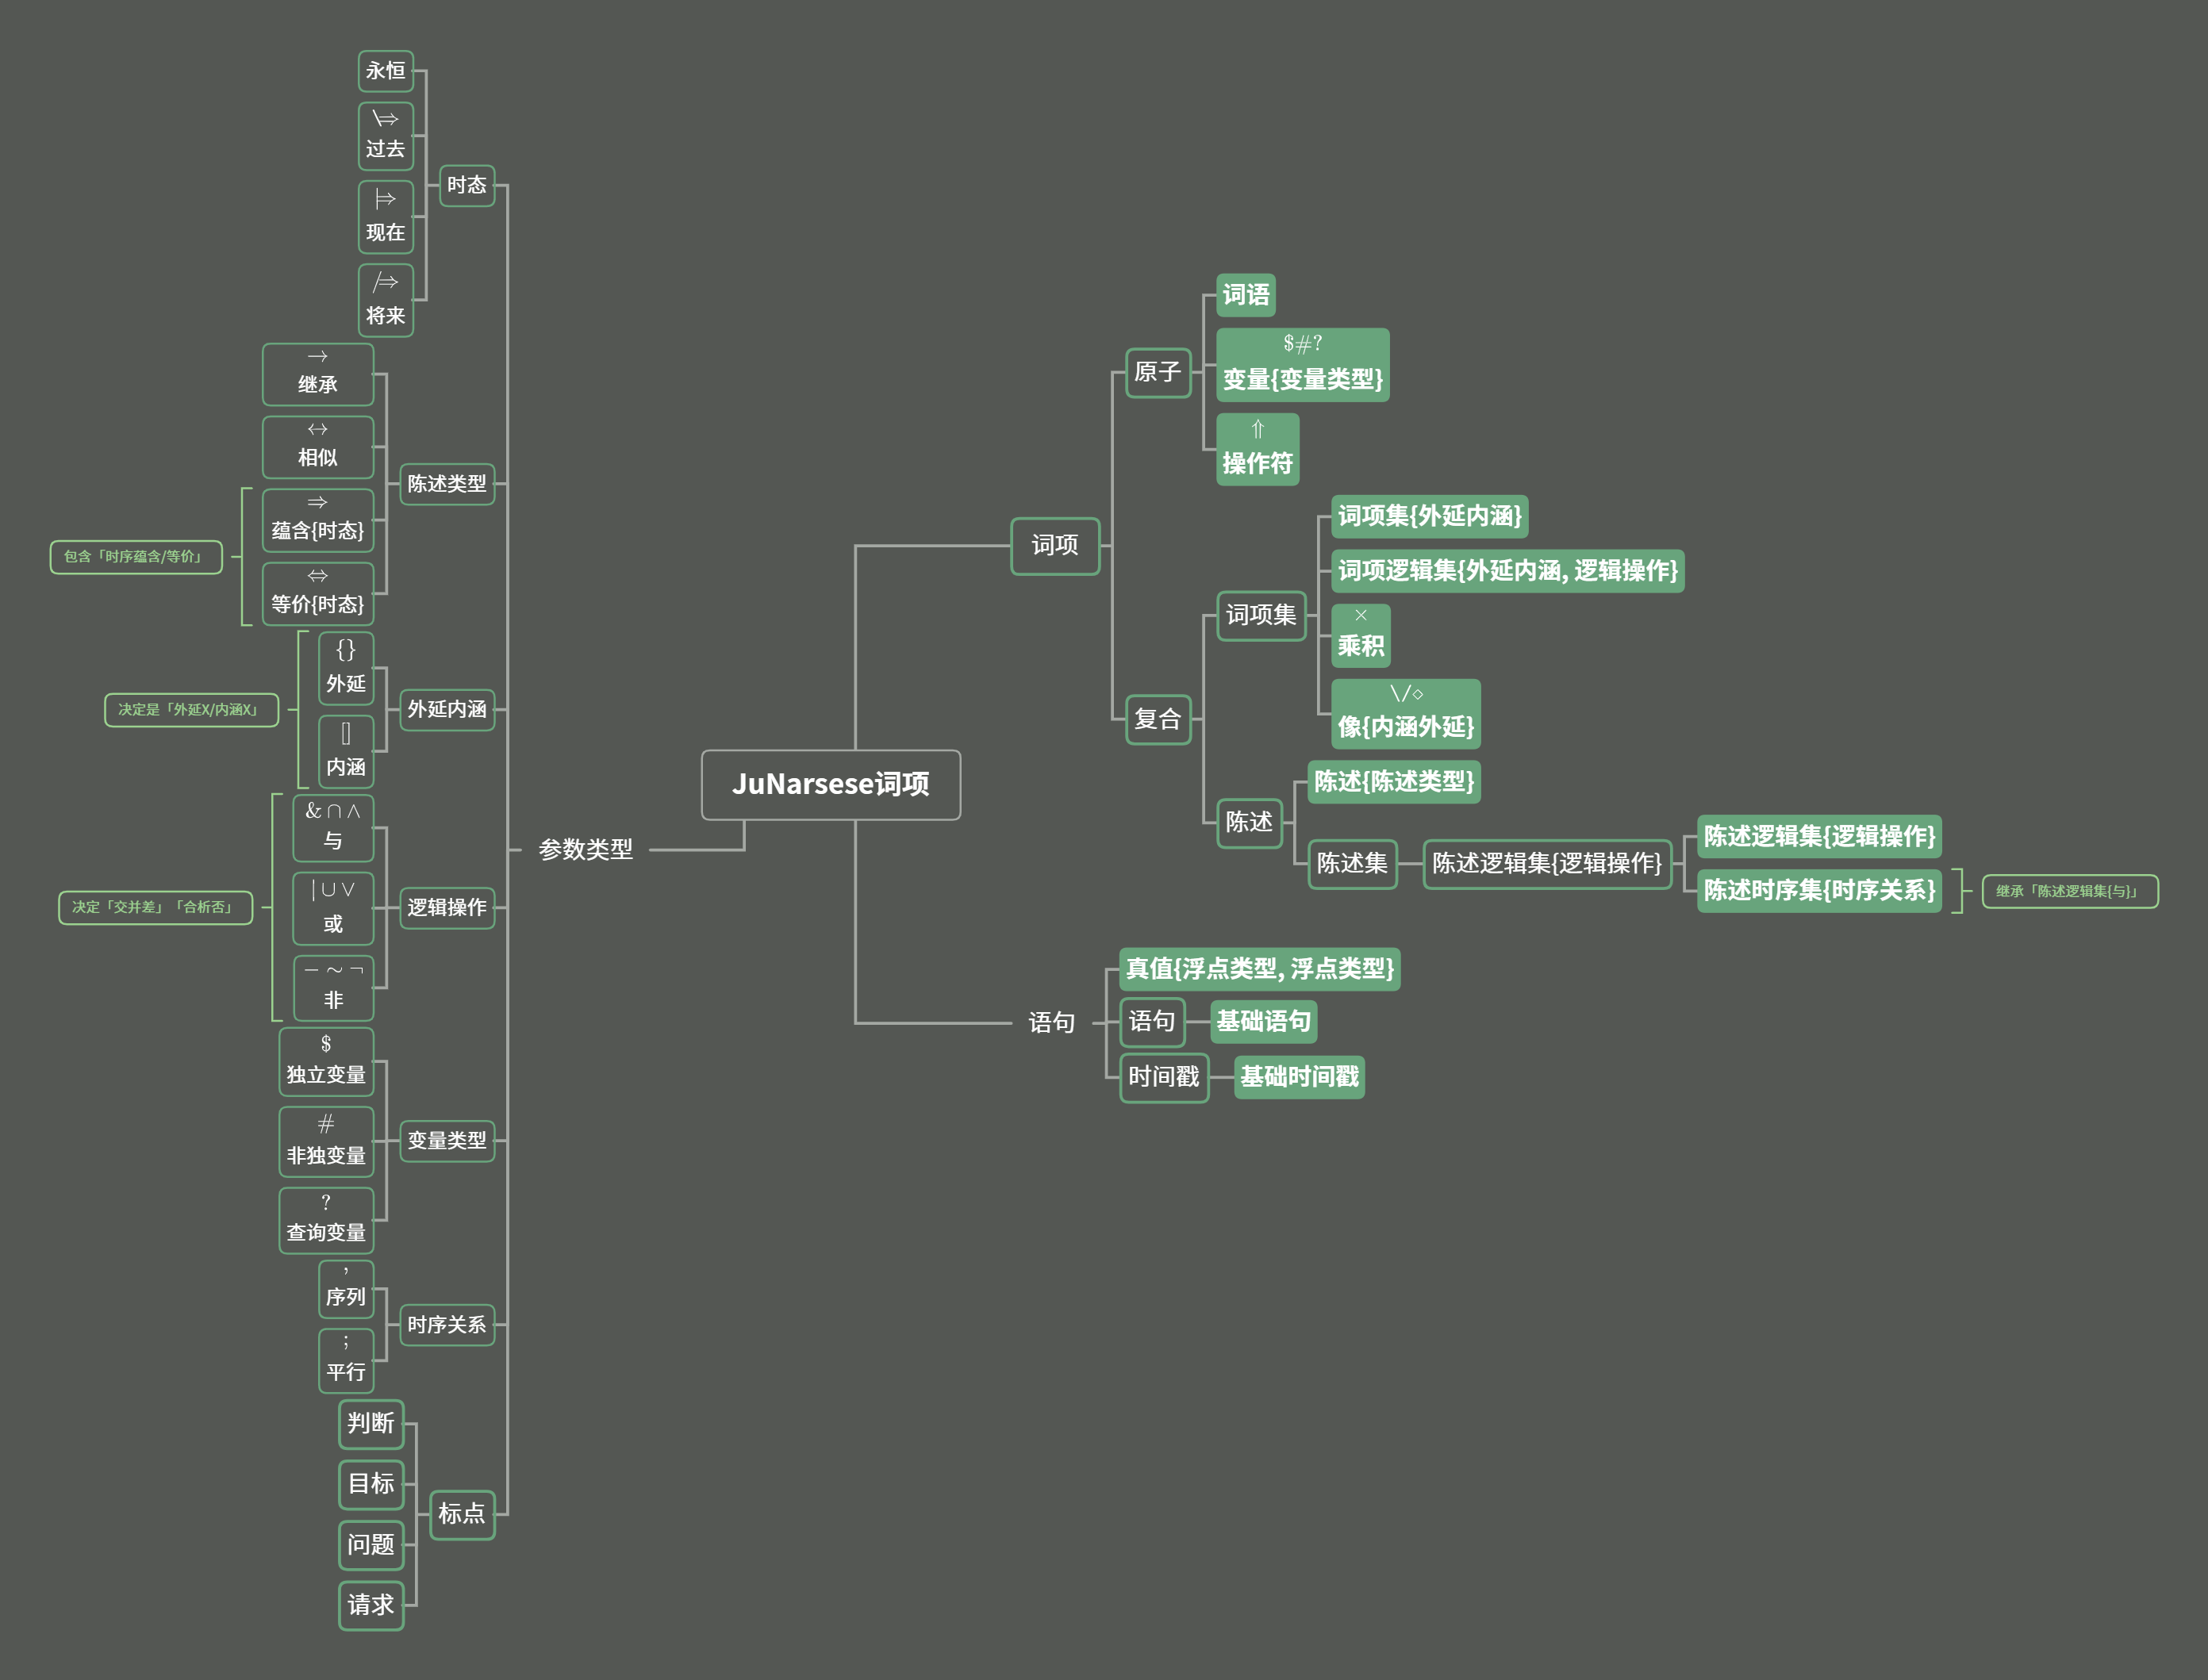 JuNarsese词项
参数类型
时态
永恒
\⇒
过去
|⇒
现在
/⇒
将来
陈述类型
→
继承
↔
相似
⇒
蕴含{时态}
⇔
等价{时态}
包含「时序蕴含/等价」
外延内涵
{}
外延
[]
内涵
决定是「外延X/内涵X」
逻辑操作
&∩∧
与
|∪∨
或
−∼¬
非
决定「交并差」「合析否」
变量类型
$
独立变量
#
非独变量
?
查询变量
时序关系
,
序列
;
平行
标点
判断
目标
问题
请求
词项
原子
词语
$#?
变量{变量类型}
⇑
操作符
复合
词项集
词项集{外延内涵}
词项逻辑集{外延内涵, 逻辑操作}
×
乘积
\/⋄
像{内涵外延}
陈述
陈述{陈述类型}
陈述集
陈述逻辑集{逻辑操作}
陈述逻辑集{逻辑操作}
陈述时序集{时序关系}
继承「陈述逻辑集{与}」
语句
真值{浮点类型, 浮点类型}
语句
基础语句
时间戳
基础时间戳